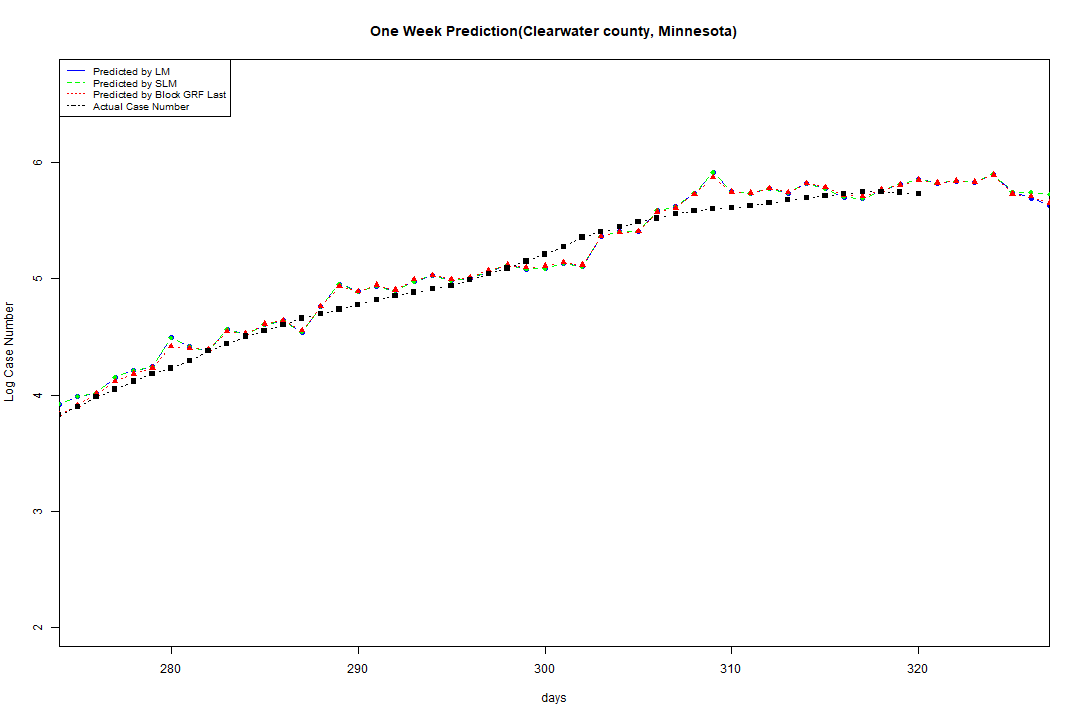 One Week Prediction(Clearwater county, Minnesota)
Predicted by LM
Predicted by SLM
Predicted by Block GRF Last
Actual Case Number
6
5
4
3
2
Log Case Number
280 290 300 310 320
days